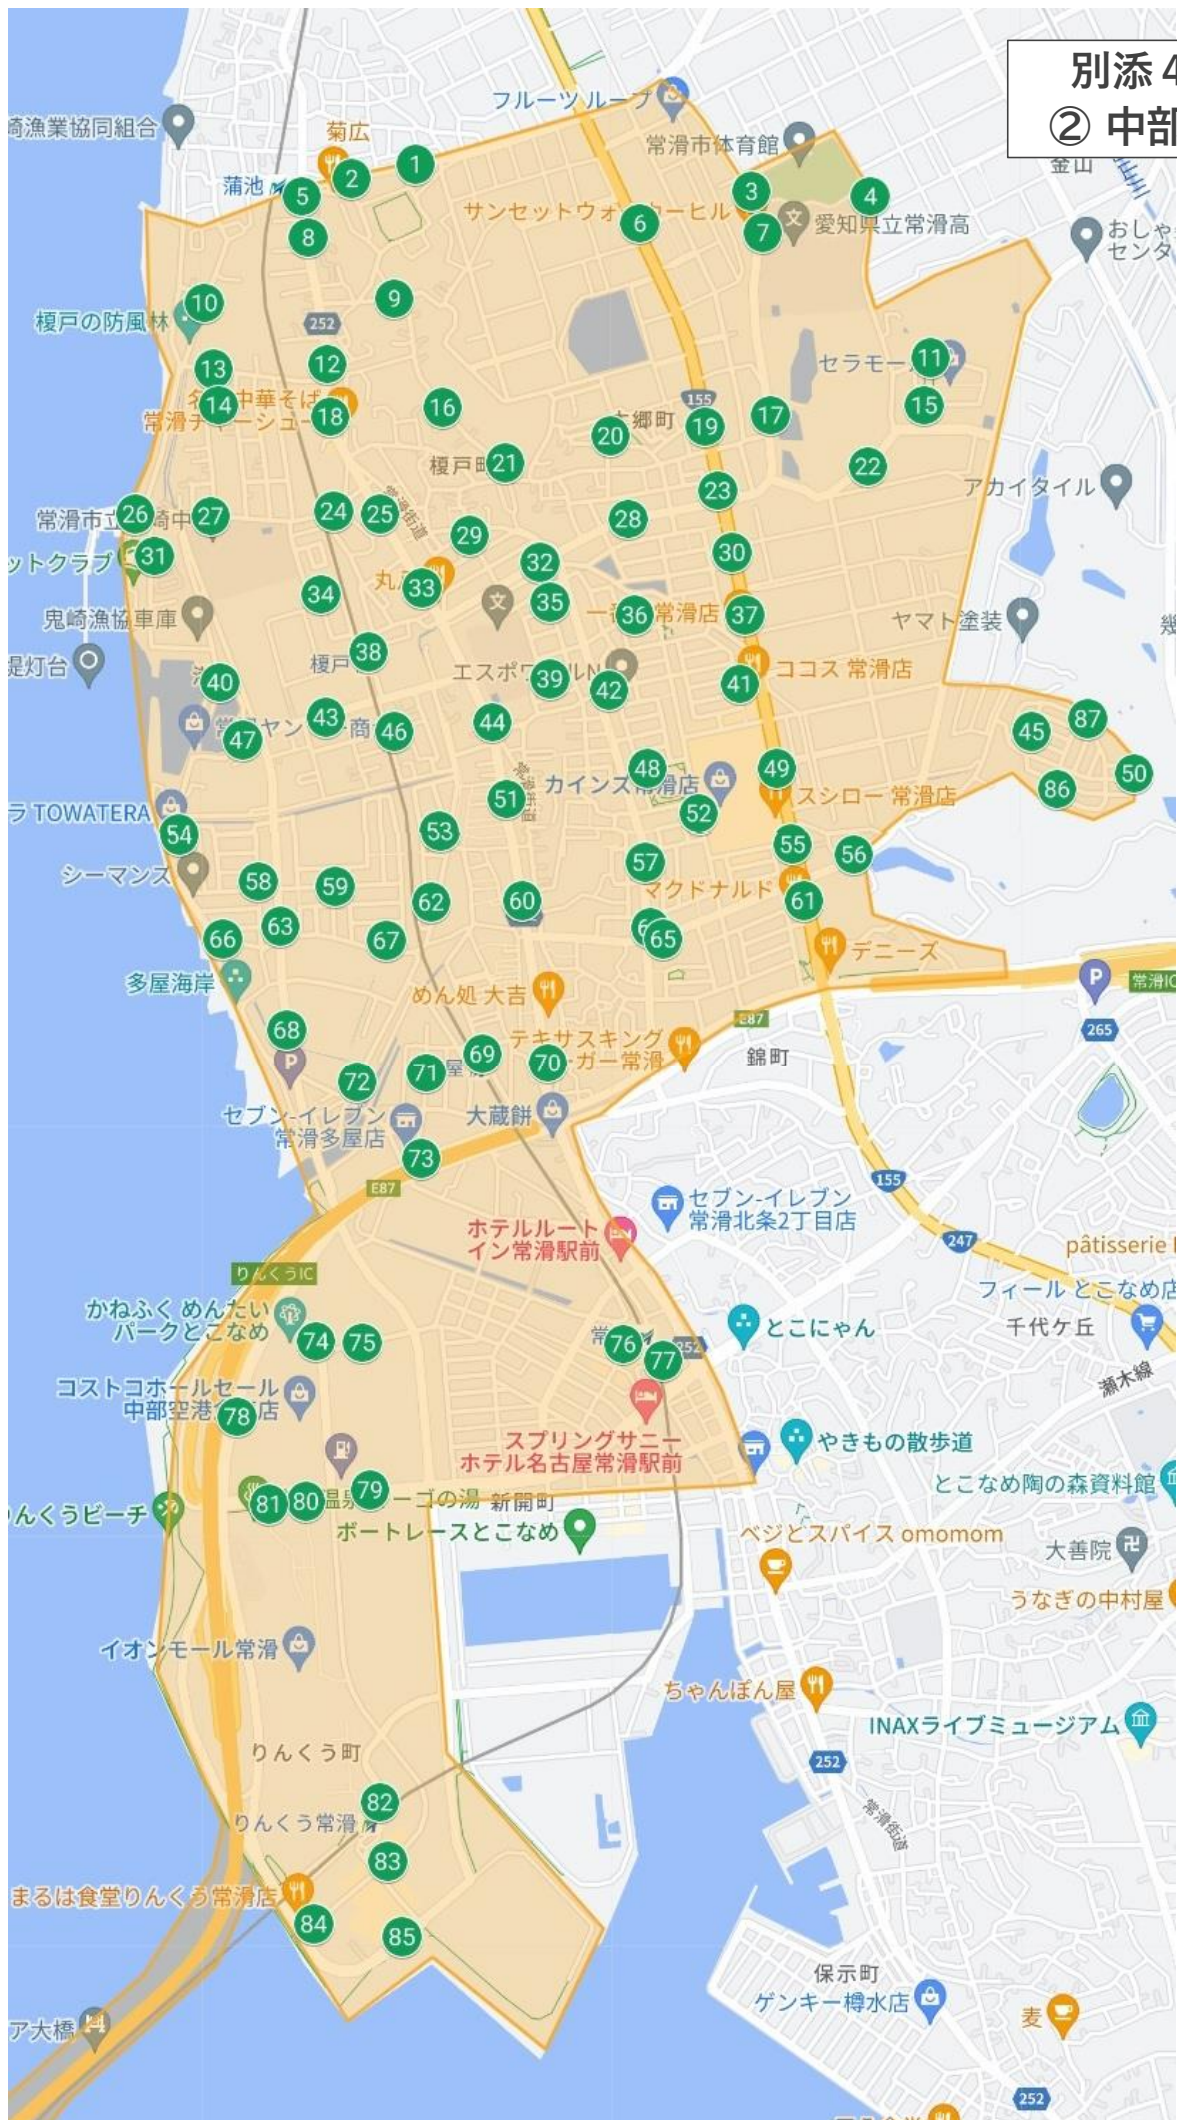 別添4
② 中部
フルーツ ループ
崎漁業協同組合
菊広
常滑市体育館
金山
蒲池
2
1
5
3
4
サンセットウォーカーヒル
6
7
愛知県立常滑高
おしゃ
センタ
8
10
9
榎戸の防風林
252
12
11
セラモー
13
155
14
中華そば
常滑チャーシュー
18
16
15
17
19
20
郷町
榎戸町
21
22
23
アカイタイル
常滑市立
崎中
26
27
24
25
常滑街道
28
29
ットクラブ
31
30
32
丸
33
34
35
鬼崎漁協車庫
36
常滑店
37
ヤマト塗装
幾
堤灯台
榎戸
38
エスポ
39
42
ココス 常滑店
41
40
43
44
46
47
45
87
48
カインズ常滑店
49
50
86
スシロー 常滑店
ラ TOWATERA
51
常滑街道
52
53
54
55
56
シーマンズ
57
58
59
マクドナルド
60
61
62
63
65
66
67
デニーズ
多屋海岸
常滑IC
めん処 大吉
265
68
E87
テキサスキング
ーガー常滑
錦町
69
70
71
屋
72
セブン-イレブン
常滑多屋店
大蔵餅
73
E87
155
セブン-イレブン
常滑北条2丁目店
ホテルルート
イン常滑駅前
247
pâtisserie
りんくうIC
フィール とこなめ店
かねふく めんたい
パークとこなめ
とこにゃん
千代ケ丘
74
75
常
76
77
252
瀬木線
コストコホールセール
中部空港
店
78
スプリングサニー
ホテル名古屋常滑駅前
やきもの散歩道
とこなめ陶の森資料館
79
81
80
温泉
ーゴの湯
新開町
んくうビーチ
ボートレースとこなめ
ベジとスパイス omomom
大善院
うなぎの中村屋
イオンモール常滑
ちゃんぽん屋
INAXライブミュージアム
りんくう町
252
82
りんくう常滑
常滑街道
83
まるは食堂りんくう常滑店
84
85
保示町
ゲンキー樽水店
麦
ア大橋
252